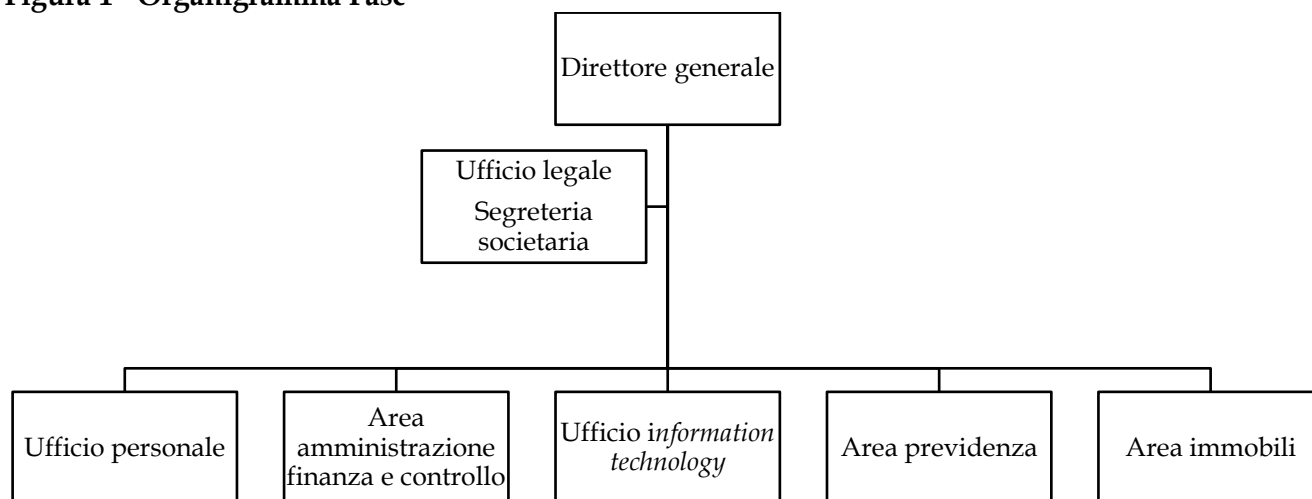 Figura 1 - Organigramma Fasc
Direttore generale
Ufficio legale
Segreteria
societaria
Ufficio personale
Area
amministrazione
finanza e controllo
Ufficio information
technology
Area previdenza
Area immobili